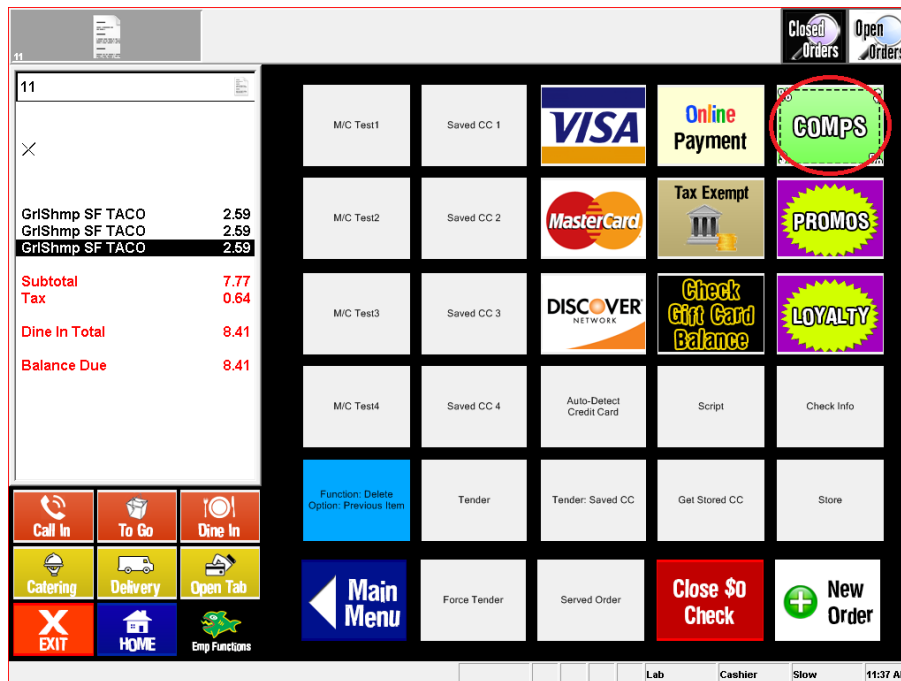 11
Closed
Orders
Open
Orders
11
GrlShmp SF TACO 2.59
GrlShmp SF TACO 2.59
GrlShmp SF TACO 2.59
Subtotal 7.77
Tax 0.64
Dine In Total 8.41
Balance Due 8.41
Call In
To Go
Dine In
Catering
Delivery
Open Tab
X
EXIT
HOME
Emp Functions
M/C Test1
Saved CC 1
VISA
Online
Payment
COMPS
M/C Test2
Saved CC 2
MasterCard
Tax Exempt
PROMOS
M/C Test3
Saved CC 3
DISCOVER
NETWORK
Check
Gift Card
Balance
LOYALTY
M/C Test4
Saved CC 4
Auto-Detect
Credit Card
Script
Check Info
Function: Delete
Option: Previous Item
Tender
Tender: Saved CC
Get Stored CC
Store
Main
Menu
Force Tender
Served Order
Close $0
Check
New
Order
Lab Cashier Slow 11:37